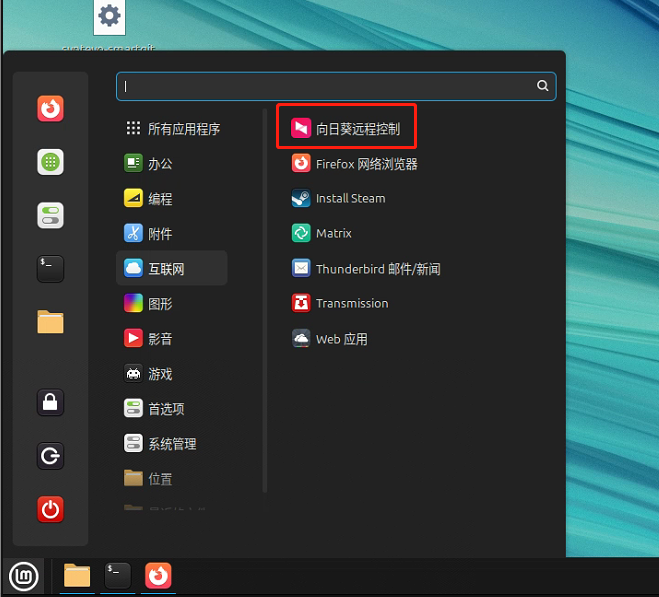 syntevo-smartgit
所有应用程序
办公
编程
附件
互联网
图形
影音
游戏
首选项
系统管理
位置
向日葵远程控制
Firefox 网络浏览器
Install Steam
Matrix
Thunderbird 邮件/新闻
Transmission
Web 应用